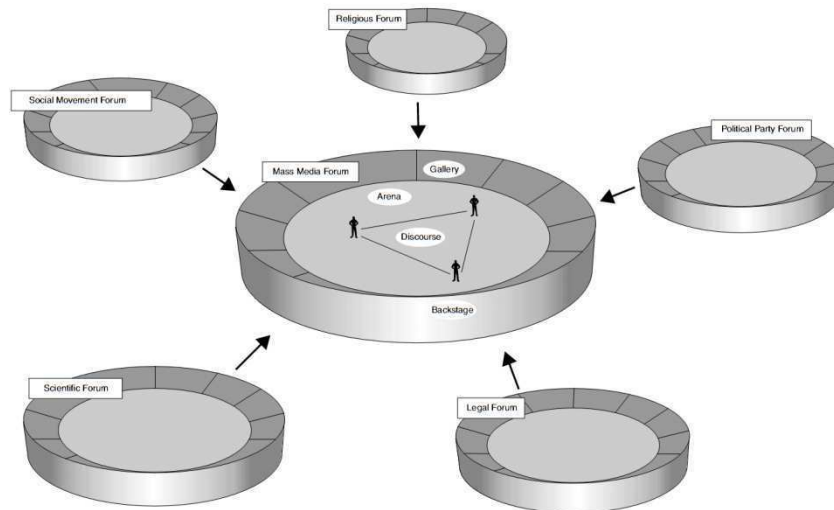 Religious Forum
Social Movement Forum
Political Party Forum
Mass Media Forum
Gallery
Arena
Discourse
Backstage
Scientific Forum
Legal Forum